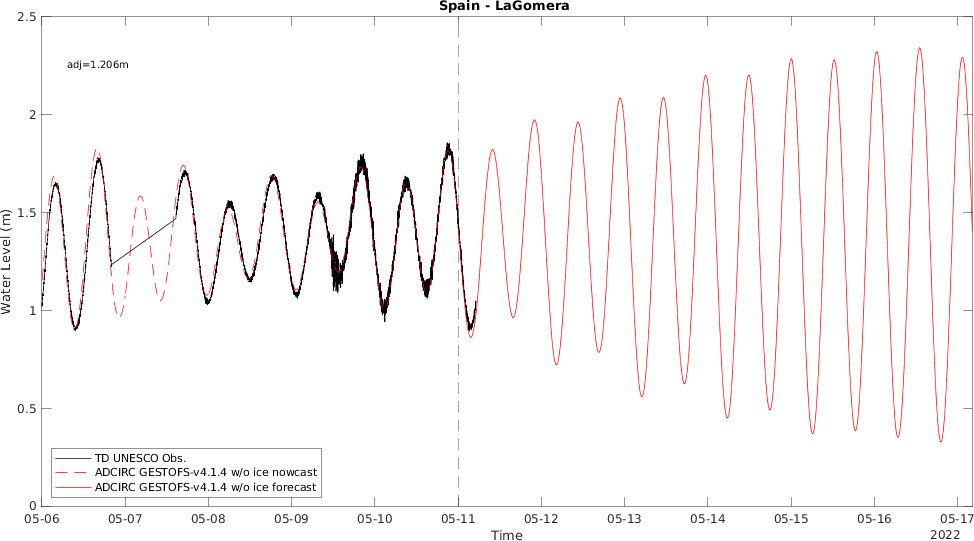 Spain - LaGomera
2.5
2
1.5
1
0.5
0
Water Level (m)
adj=1.206m
TD UNESCO Obs.
ADCIRC GESTOFS-v4.1.4 w/o ice nowcast
ADCIRC GESTOFS-v4.1.4 w/o ice forecast
05-06 05-07 05-08 05-09 05-10 05-11 05-12 05-13 05-14 05-15 05-16 05-17
Time
2022